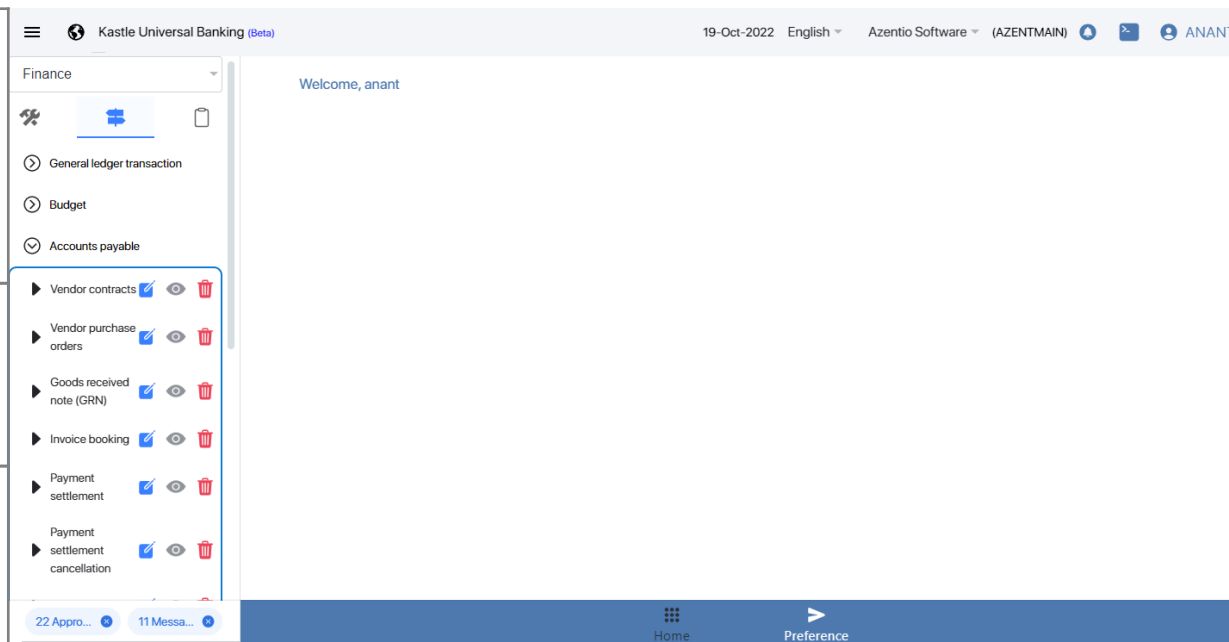 Kastle Universal Banking (Beta)
19-Oct-2022 English Azentio Software (AZENTMAIN) ANANT
Finance
Welcome, anant
General ledger transaction
Budget
Accounts payable
Vendor contracts
Vendor purchase
orders
Goods received
note (GRN)
Invoice booking
Payment
settlement
Payment
settlement
cancellation
22 Appro...
11 Messa...
Home
Preference